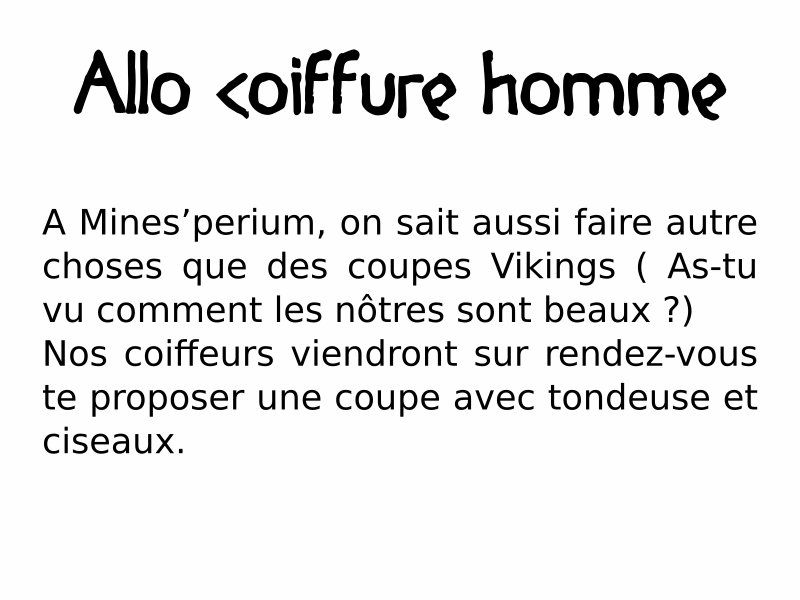 Allo coiffure homme
A Mines’perium, on sait aussi faire autre
choses que des coupes Vikings ( As-tu
vu comment les nôtres sont beaux ?)
Nos coiffeurs viendront sur rendez-vous
te proposer une coupe avec tondeuse et
ciseaux.